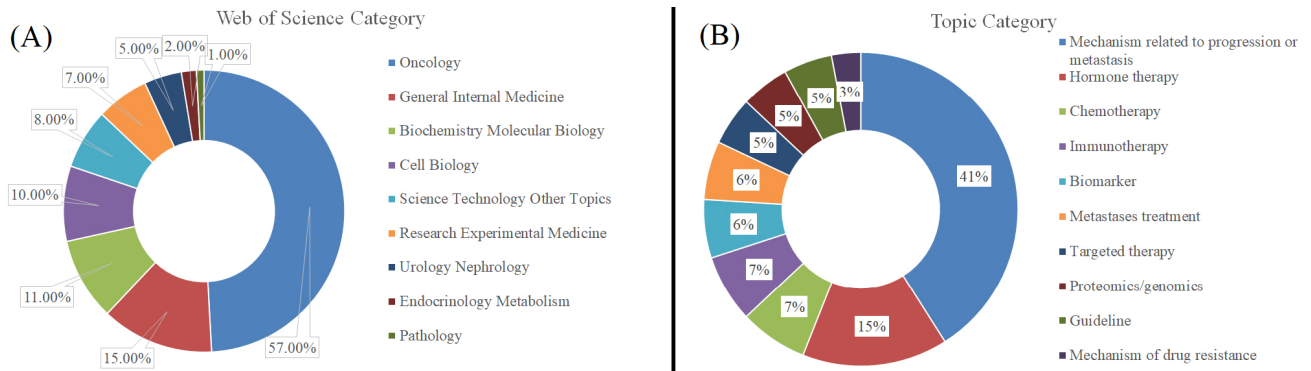 (A)
Web of Science Category
57.00%
15.00%
11.00%
10.00%
8.00%
7.00%
5.00%
2.00%
1.00%
Oncology
General Internal Medicine
Biochemistry Molecular Biology
Cell Biology
Science Technology Other Topics
Research Experimental Medicine
Urology Nephrology
Endocrinology Metabolism
Pathology
(B)
Topic Category
41%
15%
7%
7%
6%
6%
5%
5%
5%
3%
Mechanism related to progression or
metastasis
Hormone therapy
Chemotherapy
Immunotherapy
Biomarker
Metastases treatment
Targeted therapy
Proteomics/genomics
Guideline
Mechanism of drug resistance